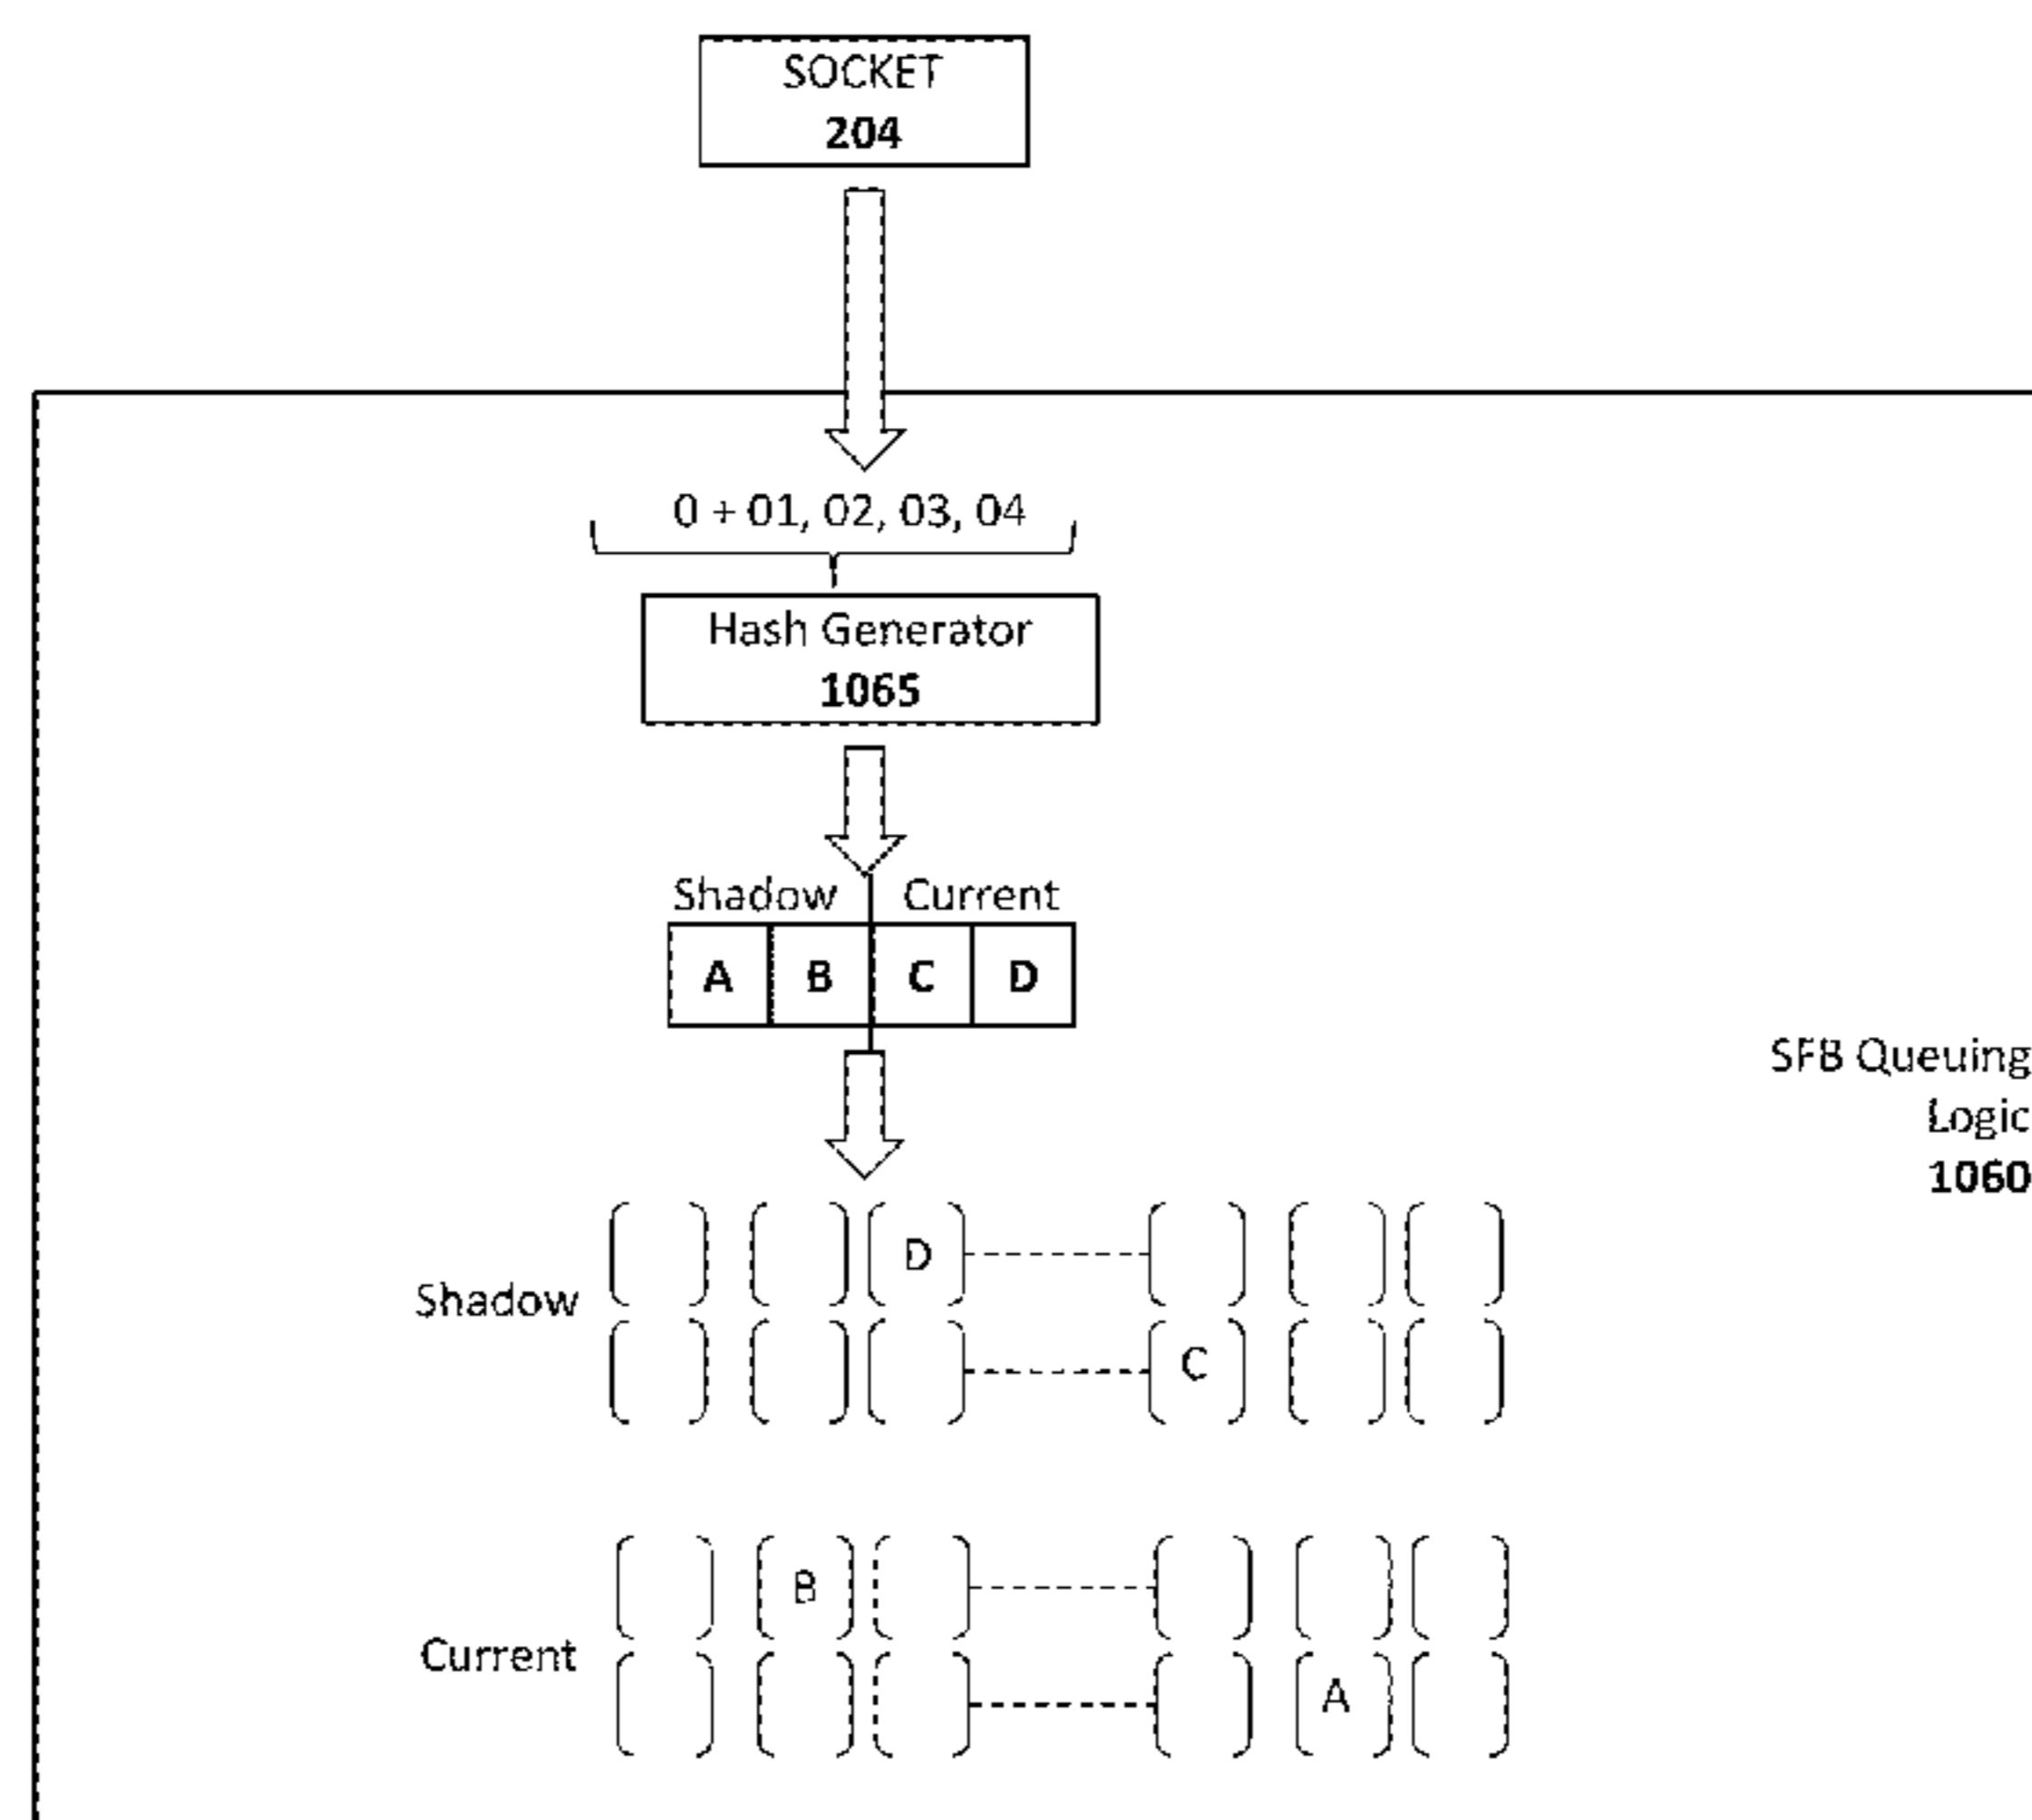 SOCKET
204
0 + 01, 02, 03, 04
Hash Generator
1065
Shadow Current
A B C D
SFB Queuing
Logic
1060
D
Shadow
C
B
Current
A